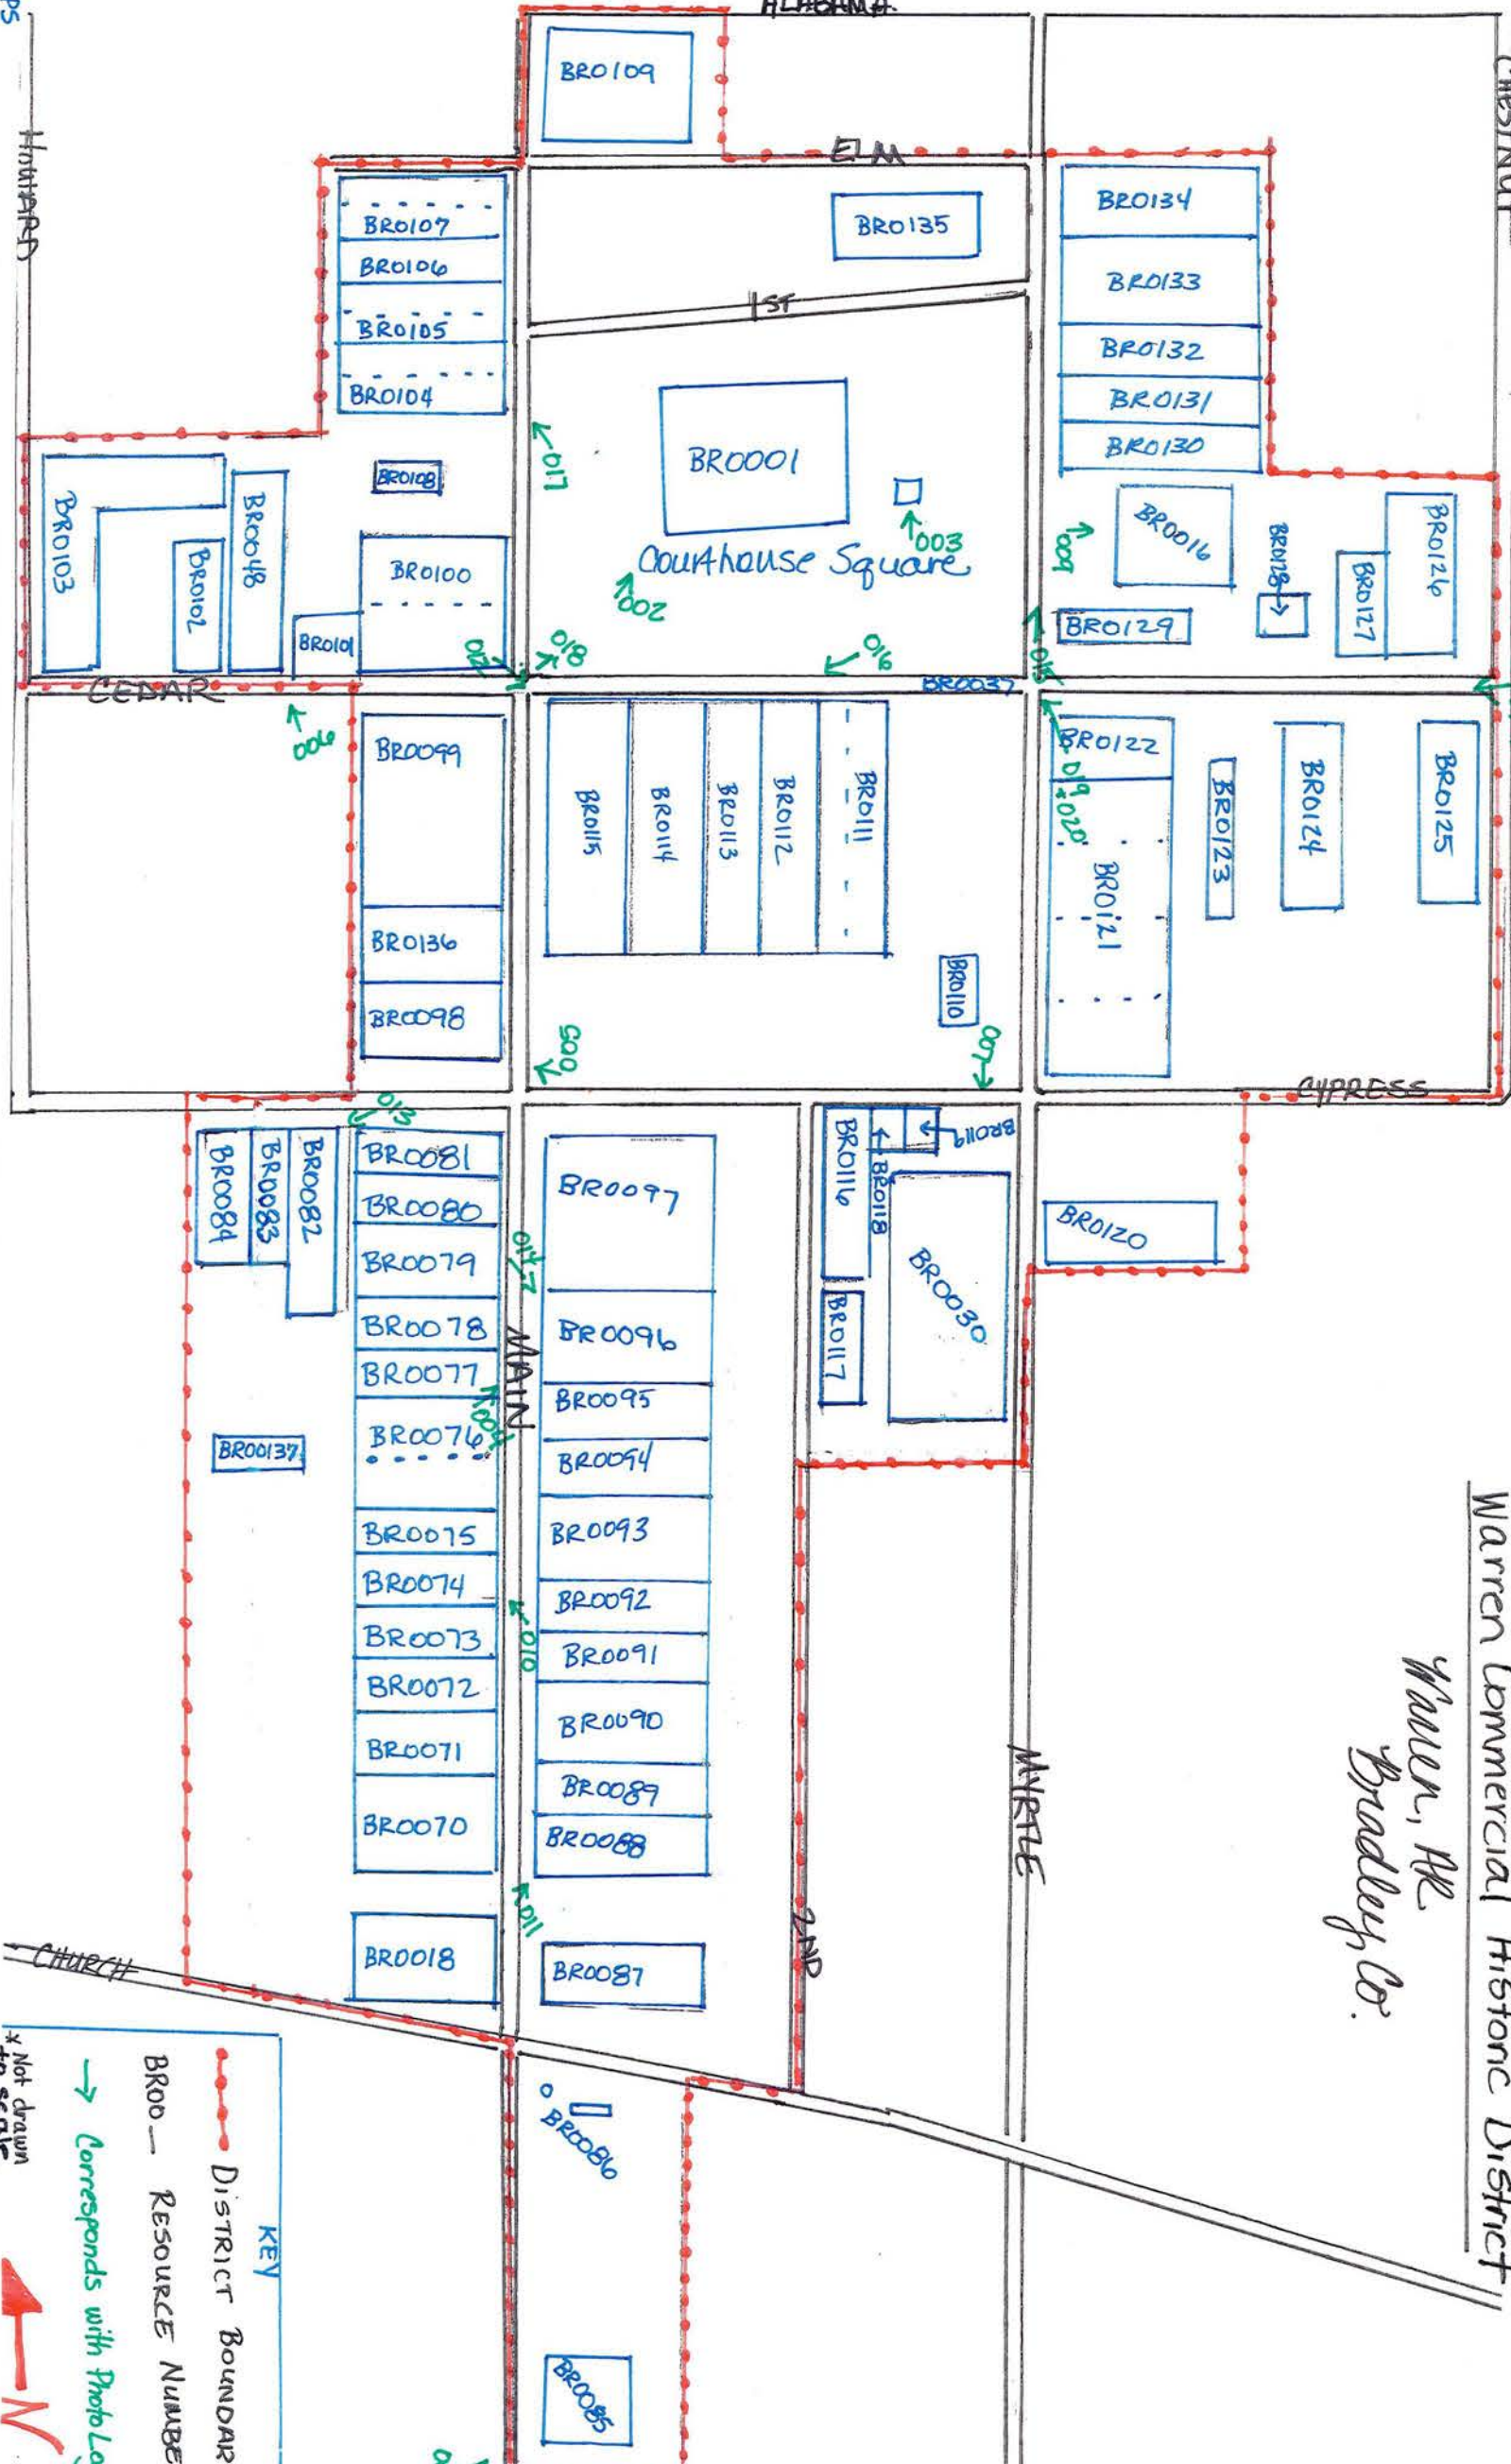 Warren Commercial Historic District
Warren, AR
Bradley Co.
ALABAMA
CHESTNUT
HOWARD
ELM
1ST
BR0109
BR0107
BR0106
BR0105
BR0104
BR0135
BR0134
BR0133
BR0132
BR0131
BR0130
BR0001
Courthouse Square
017
003
002
018
016
009
BR0103
BR0102
BR0048
BR0108
BR0100
BR0101
012
BR0016
BR0128
BR0126
BR0127
BR0129
015
CEDAR
BR0037
006
BR0099
BR0136
BR0098
BR0115
BR0114
BR0113
BR0112
BR0111
BR0110
005
007
BR0122
019+020
BR0121
BR0123
BR0124
BR0125
CYPRESS
013
BR0084
BR0083
BR0082
BR0081
BR0080
BR0079
BR0078
BR0077
BR0076
BR00137
BR0075
BR0074
BR0073
BR0072
BR0071
BR0070
BR0018
014
MAIN
004
010
011
BR0097
BR0096
BR0095
BR0094
BR0093
BR0092
BR0091
BR0090
BR0089
BR0088
BR0087
BR0116
BR0118
BR0119
BR0117
BR0030
BR0120
MYRTLE
2ND
CHURCH
BR0086
BR0085
KEY
DISTRICT BOUNDAR
BR00— RESOURCE NUMBE
→ Corresponds with Photo Lo
* Not drawn
to scale
N